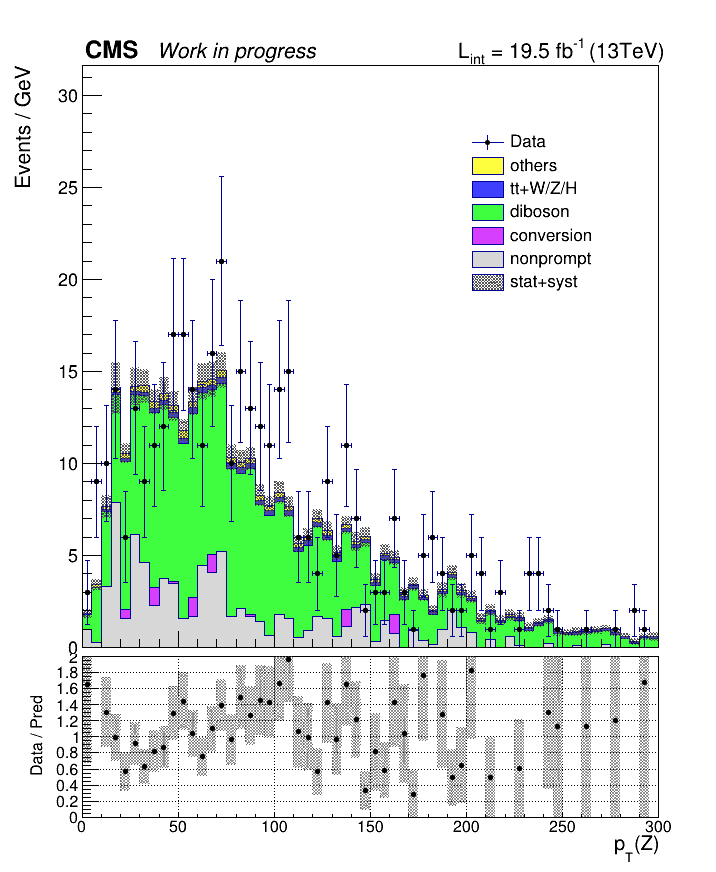 CMS Work in progress L_int = 19.5 fb^-1 (13TeV)
Events / GeV
30
25
20
15
10
5
0
Data
others
tt+W/Z/H
diboson
conversion
nonprompt
stat+syst
Data / Pred
2
1.8
1.6
1.4
1.2
1
0.8
0.6
0.4
0.2
0
0 50 100 150 200 250 300
p_T(Z)